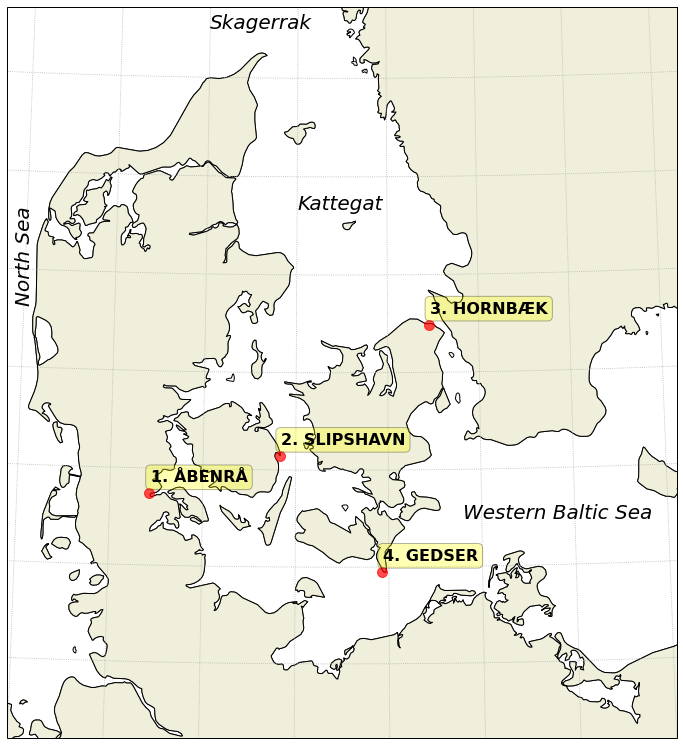 Skagerrak
Kattegat
North Sea
3. HORNBÆK
2. SLIPSHAVN
1. ÅBENRÅ
Western Baltic Sea
4. GEDSER